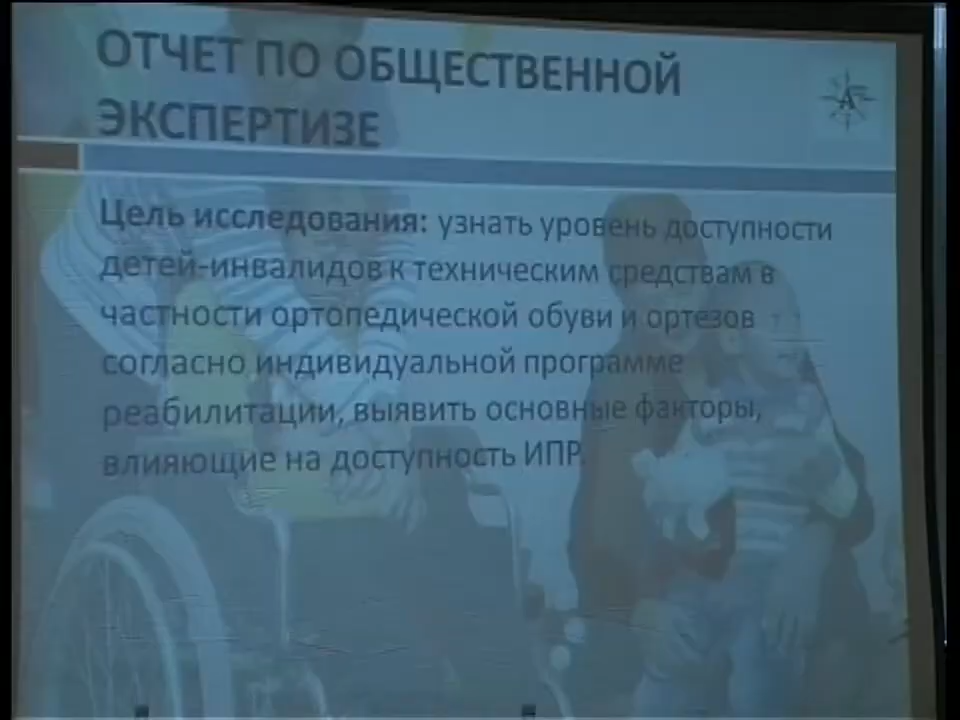 ОТЧЕТ ПО ОБЩЕСТВЕННОЙ
ЭКСПЕРТИЗЕ
А
Цель исследования: узнать уровень доступности
детей-инвалидов к техническим средствам в
частности ортопедической обуви и ортезов
согласно индивидуальной программе
реабилитации, выявить основные факторы,
влияющие на доступность ИПР.